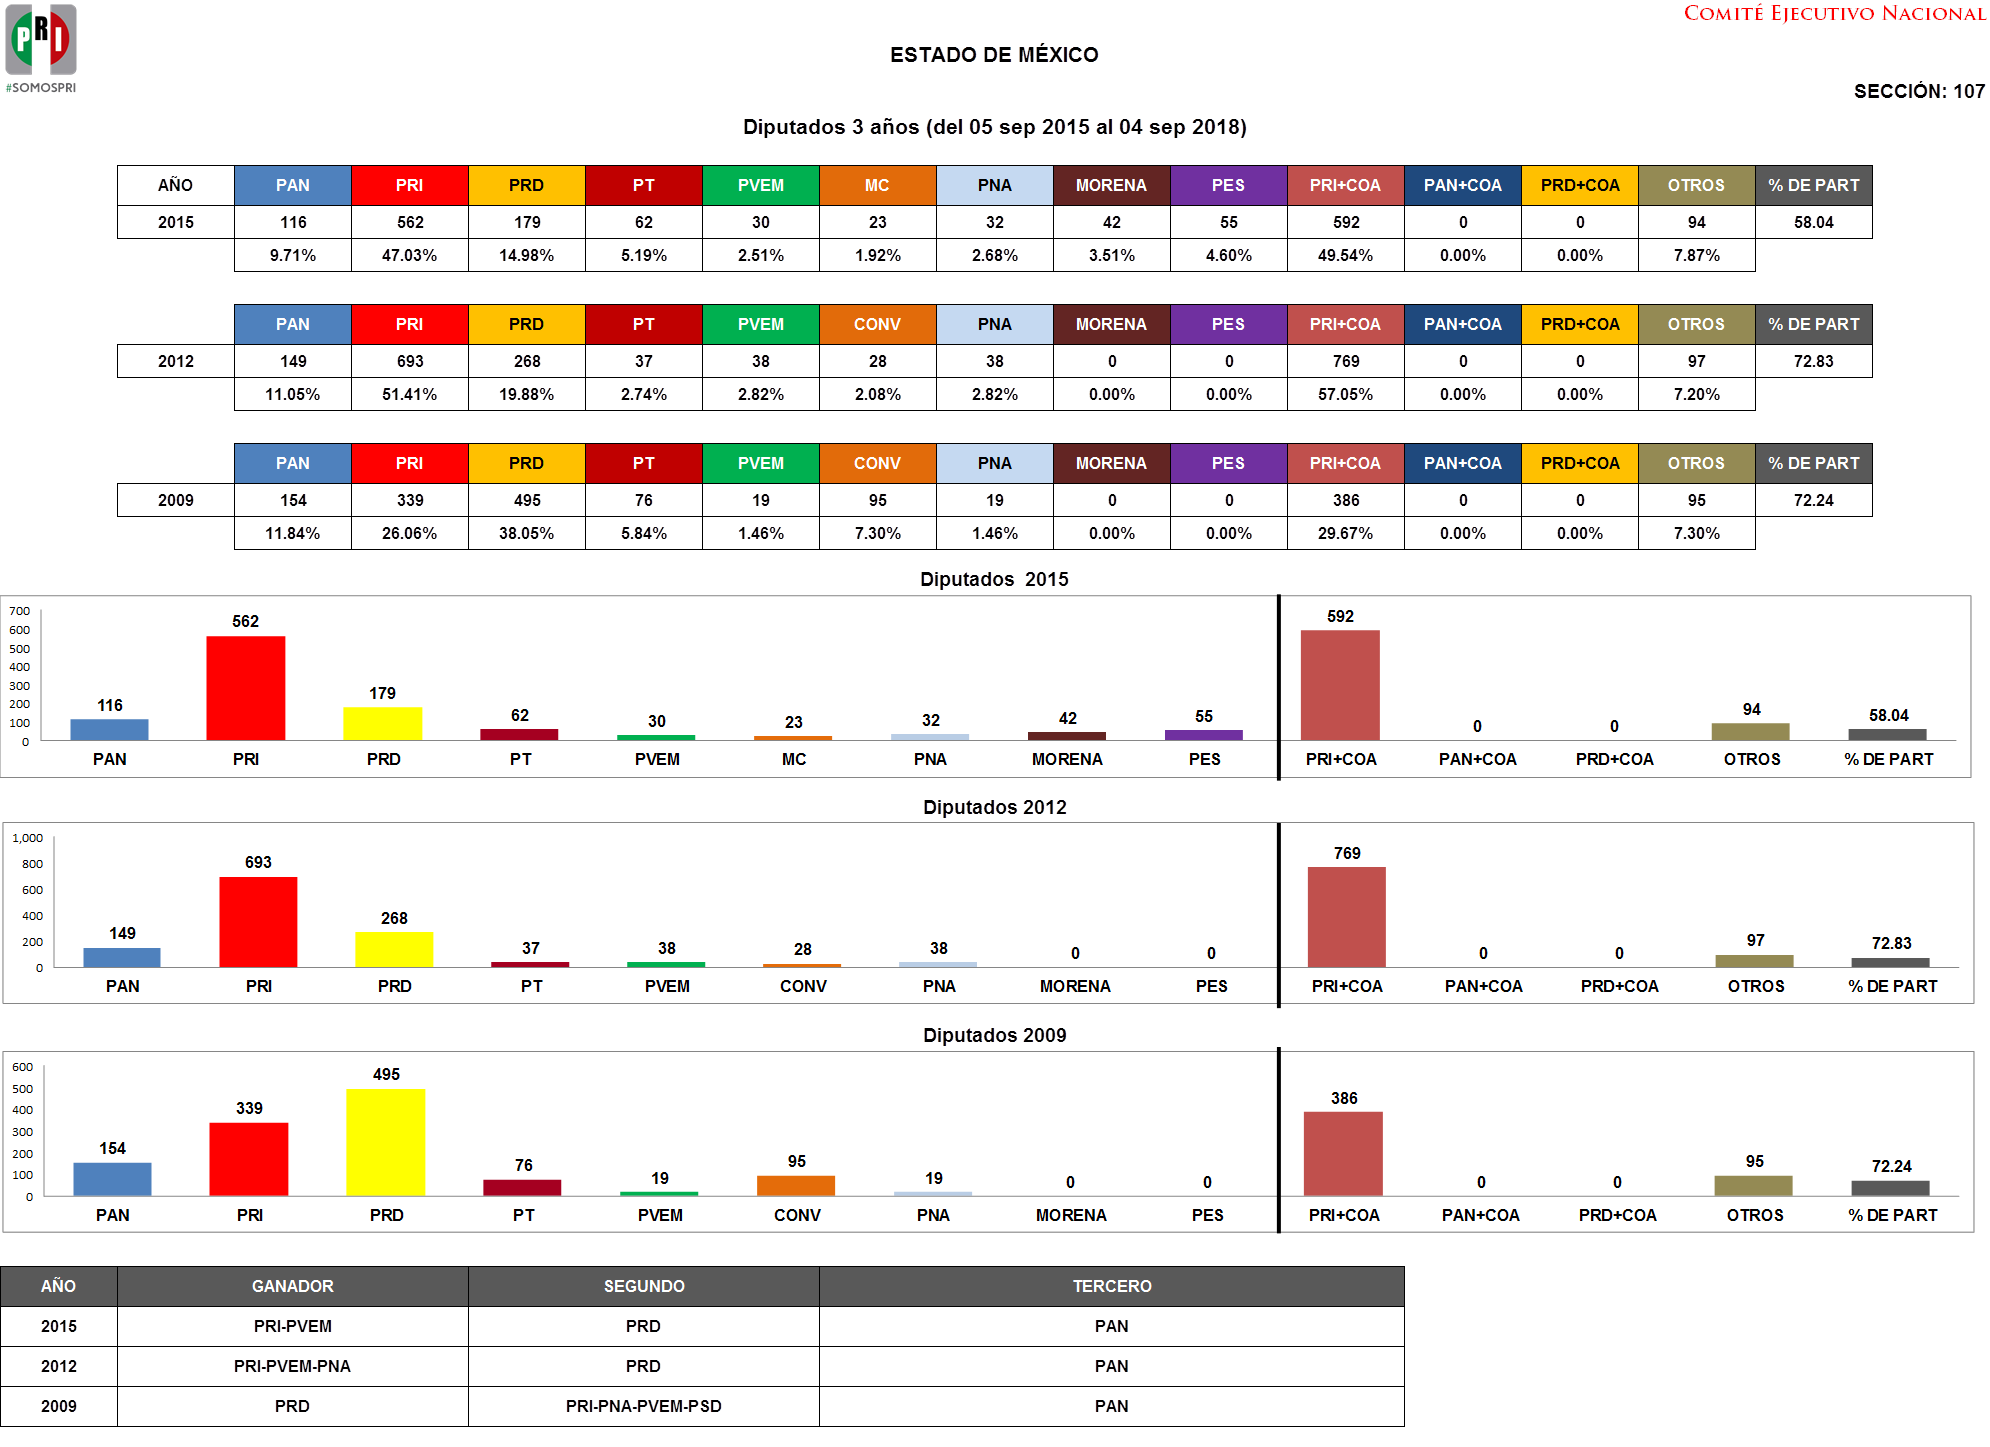 PRI
#SOMOSPRI
COMITÉ EJECUTIVO NACIONAL
ESTADO DE MÉXICO
SECCIÓN: 107
Diputados 3 años (del 05 sep 2015 al 04 sep 2018)
AÑO PAN PRI PRD PT PVEM MC PNA MORENA PES PRI+COA PAN+COA PRD+COA OTROS % DE PART
2015 116 562 179 62 30 23 32 42 55 592 0 0 94 58.04
9.71% 47.03% 14.98% 5.19% 2.51% 1.92% 2.68% 3.51% 4.60% 49.54% 0.00% 0.00% 7.87%
PAN PRI PRD PT PVEM CONV PNA MORENA PES PRI+COA PAN+COA PRD+COA OTROS % DE PART
2012 149 693 268 37 38 28 38 0 0 769 0 0 97 72.83
11.05% 51.41% 19.88% 2.74% 2.82% 2.08% 2.82% 0.00% 0.00% 57.05% 0.00% 0.00% 7.20%
PAN PRI PRD PT PVEM CONV PNA MORENA PES PRI+COA PAN+COA PRD+COA OTROS % DE PART
2009 154 339 495 76 19 95 19 0 0 386 0 0 95 72.24
11.84% 26.06% 38.05% 5.84% 1.46% 7.30% 1.46% 0.00% 0.00% 29.67% 0.00% 0.00% 7.30%
Diputados 2015
700
600
500
400
300
200
100
0
116 562 179 62 30 23 32 42 55 592 0 0 94 58.04
PAN PRI PRD PT PVEM MC PNA MORENA PES PRI+COA PAN+COA PRD+COA OTROS % DE PART
Diputados 2012
1,000
800
600
400
200
0
149 693 268 37 38 28 38 0 0 769 0 0 97 72.83
PAN PRI PRD PT PVEM CONV PNA MORENA PES PRI+COA PAN+COA PRD+COA OTROS % DE PART
Diputados 2009
600
500
400
300
200
100
0
154 339 495 76 19 95 19 0 0 386 0 0 95 72.24
PAN PRI PRD PT PVEM CONV PNA MORENA PES PRI+COA PAN+COA PRD+COA OTROS % DE PART
AÑO GANADOR SEGUNDO TERCERO
2015 PRI-PVEM PRD PAN
2012 PRI-PVEM-PNA PRD PAN
2009 PRD PRI-PNA-PVEM-PSD PAN